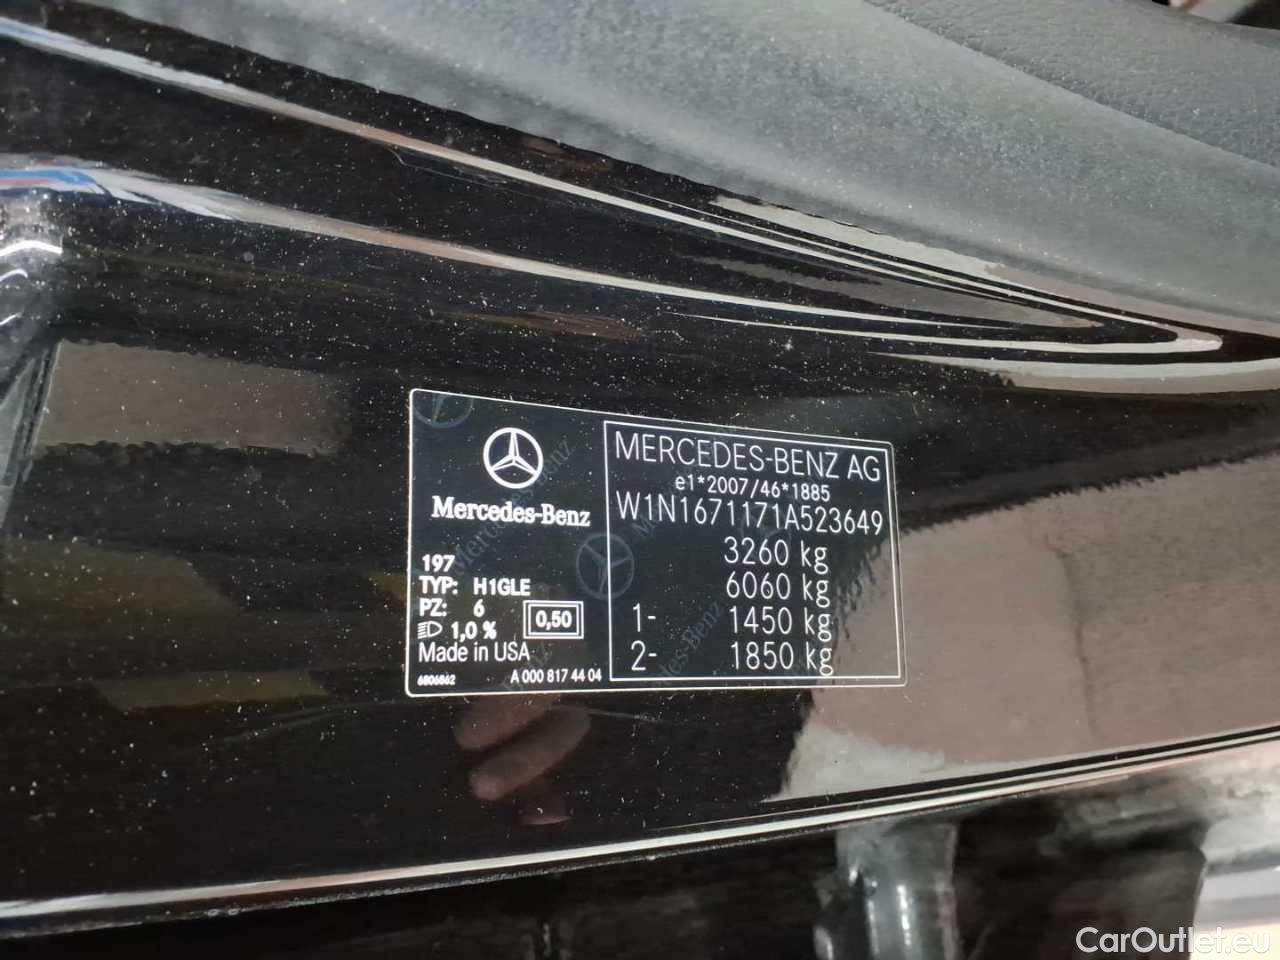 Mercedes-Benz
197
TYP: H1GLE
PZ: 6
1,0 %
0,50
Made in USA
6806862
A 000 817 44 04
MERCEDES-BENZ AG
e1*2007/46*1885
W1N1671171A523649
3260 kg
6060 kg
1- 1450 kg
2- 1850 kg
CarOutlet.eu